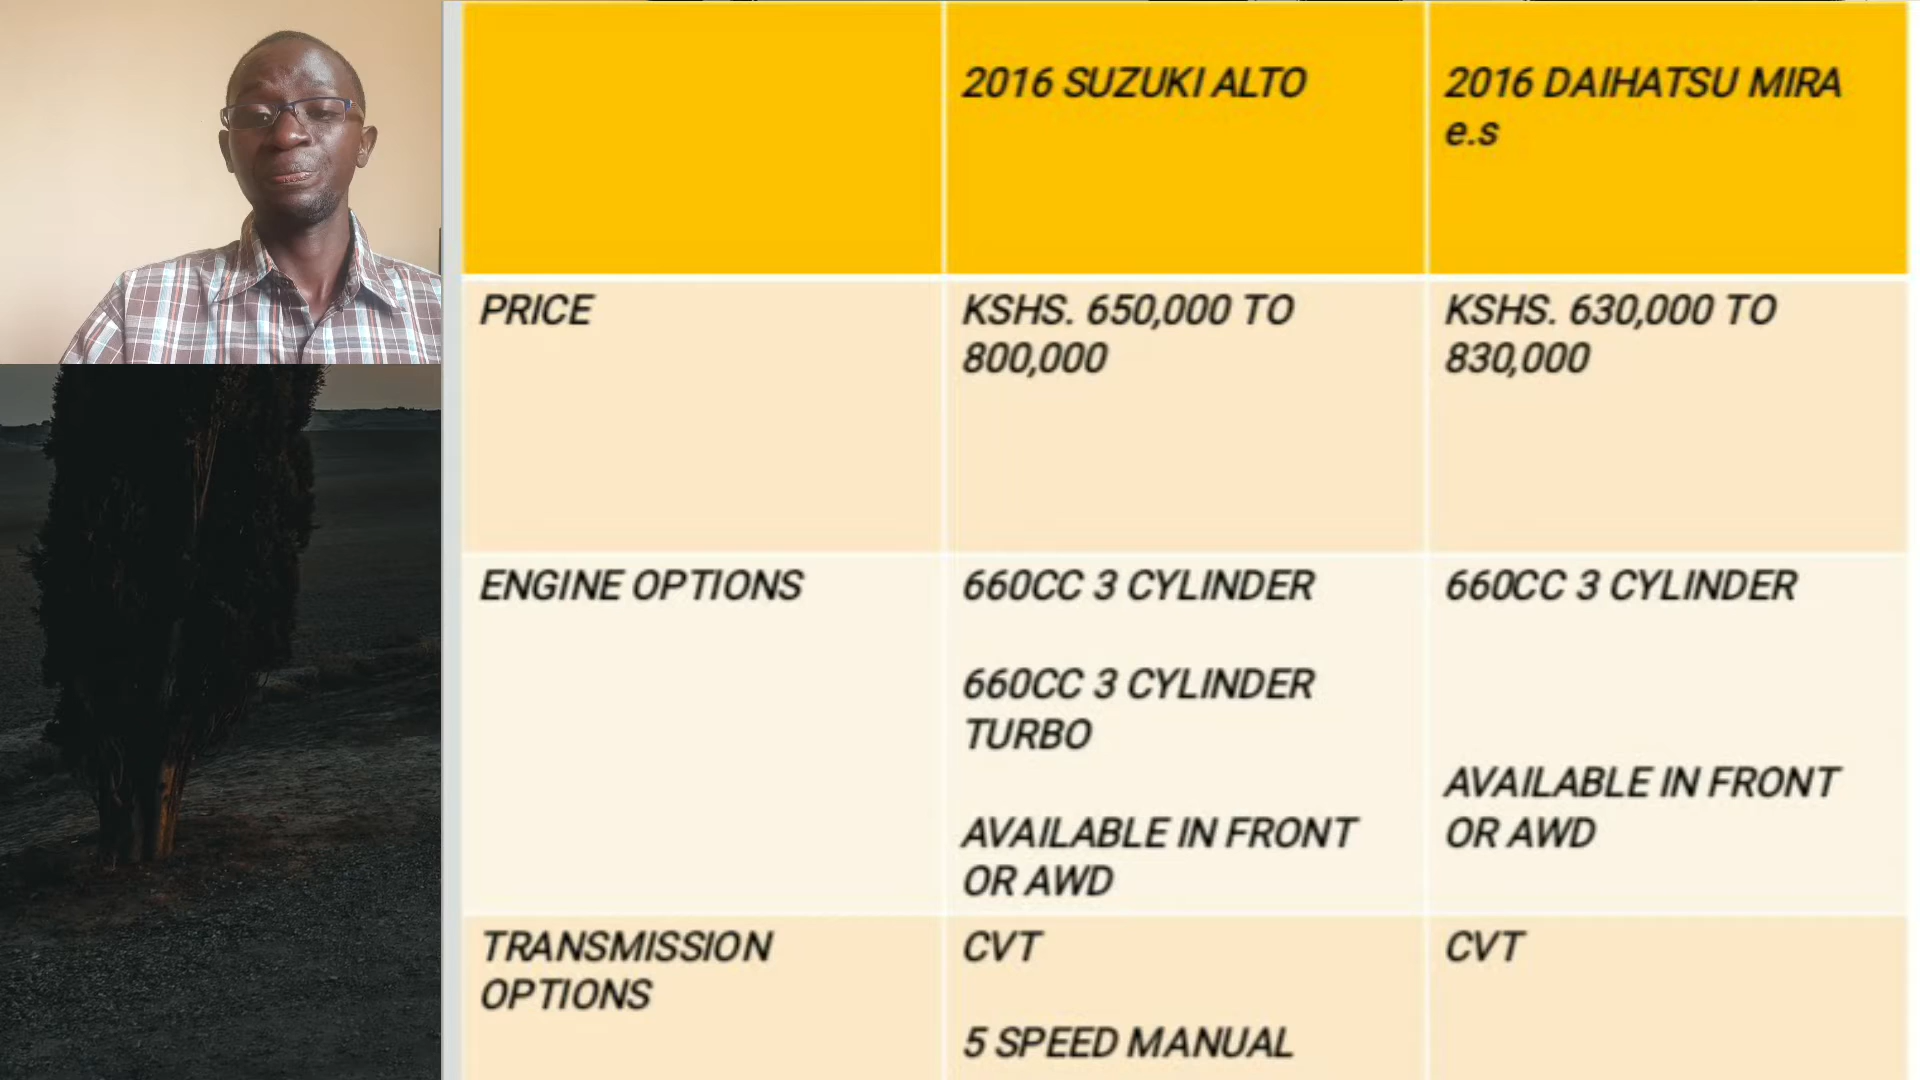 2016 SUZUKI ALTO
2016 DAIHATSU MIRA
e.s
PRICE
KSHS. 650,000 TO
800,000
KSHS. 630,000 TO
830,000
ENGINE OPTIONS
660CC 3 CYLINDER
660CC 3 CYLINDER
TURBO
AVAILABLE IN FRONT
OR AWD
660CC 3 CYLINDER
AVAILABLE IN FRONT
OR AWD
TRANSMISSION
OPTIONS
CVT
5 SPEED MANUAL
CVT